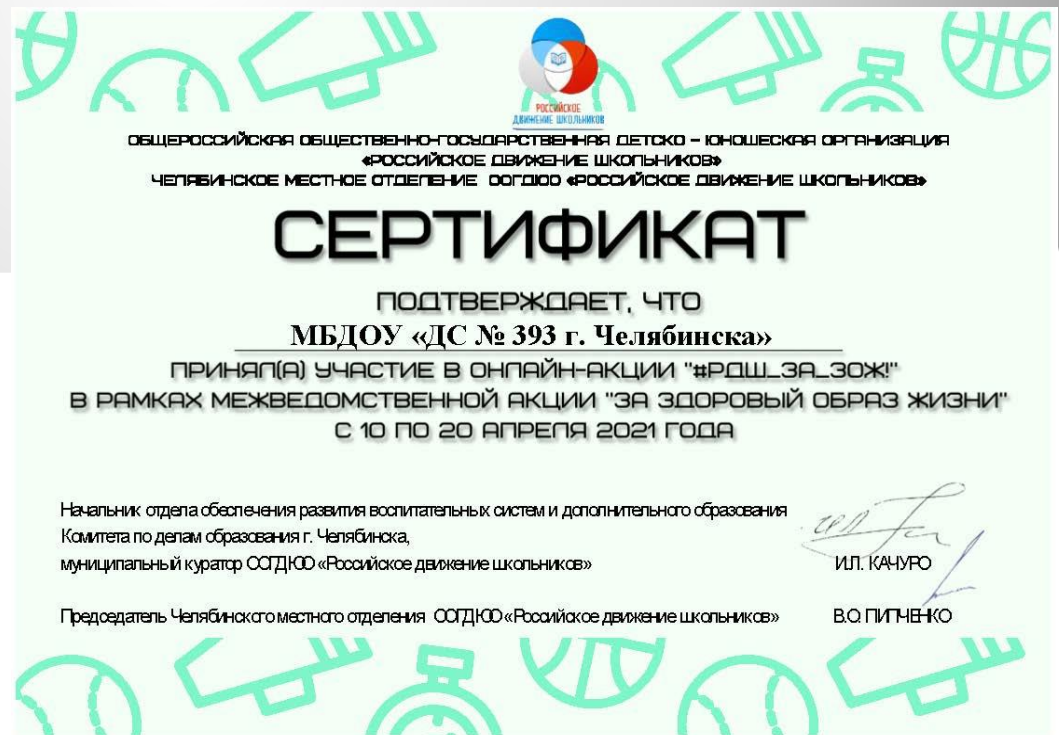 РОССИЙСКОЕ
ДВИЖЕНИЕ ШКОЛЬНИКОВ
ОБЩЕРОССИЙСКАЯ ОБЩЕСТВЕННО-ГОСУДАРСТВЕННАЯ ДЕТСКО – ЮНОШЕСКАЯ ОРГАНИЗАЦИЯ
«РОССИЙСКОЕ ДВИЖЕНИЕ ШКОЛЬНИКОВ»
ЧЕЛЯБИНСКОЕ МЕСТНОЕ ОТДЕЛЕНИЕ ООГДЮО «РОССИЙСКОЕ ДВИЖЕНИЕ ШКОЛЬНИКОВ»
СЕРТИФИКАТ
ПОДТВЕРЖДАЕТ, ЧТО
МБДОУ «ДС № 393 г. Челябинска»
ПРИНЯЛ(А) УЧАСТИЕ В ОНЛАЙН-АКЦИИ "#РДШ_ЗА_ЗОЖ!"
В РАМКАХ МЕЖВЕДОМСТВЕННОЙ АКЦИИ "ЗА ЗДОРОВЫЙ ОБРАЗ ЖИЗНИ"
С 10 ПО 20 АПРЕЛЯ 2021 ГОДА
Начальник отдела обеспечения развития воспитательных систем и дополнительного образования
Комитета по делам образования г. Челябинска,
муниципальный куратор ООГДЮО «Российское движение школьников» И.Л. КАЧУРО
Председатель Челябинского местного отделения ООГДЮО «Российское движение школьников» В.О. ПИПЧЕНКО